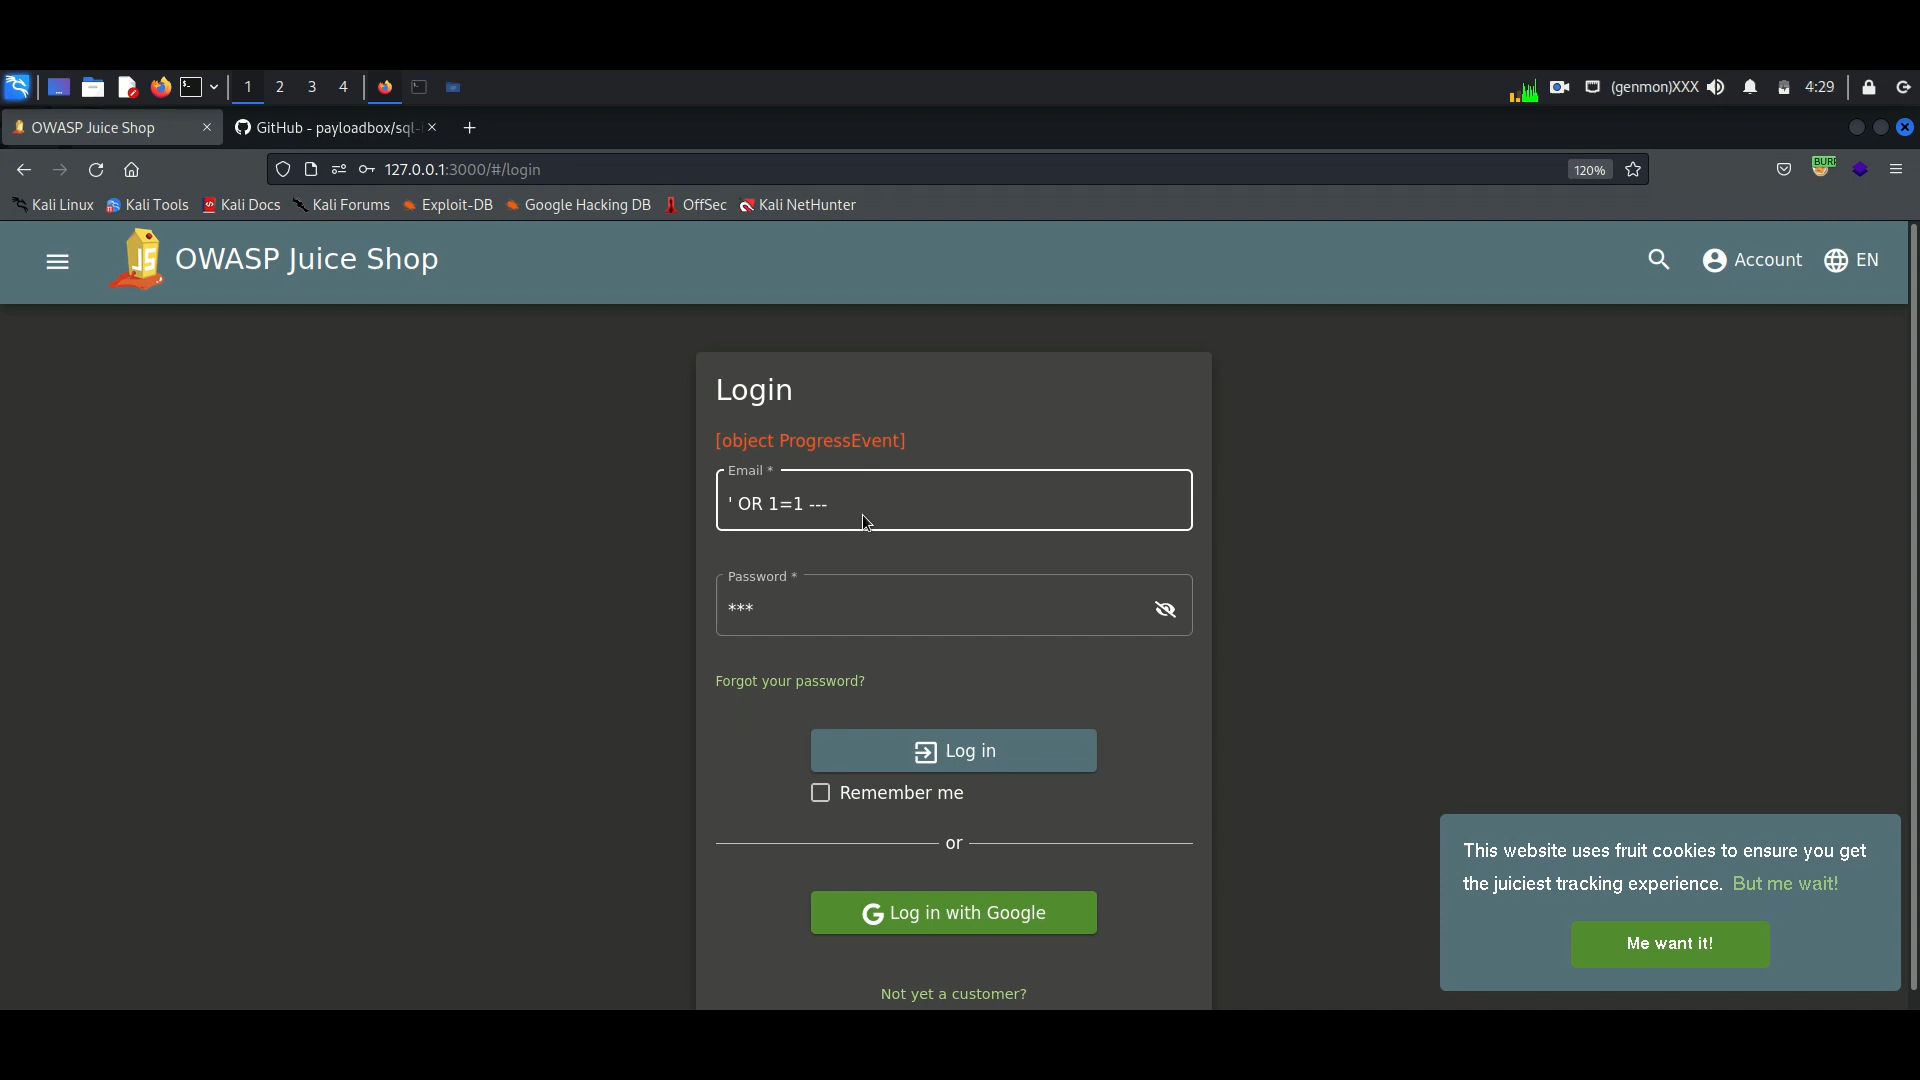 1 2 3 4 (genmon)XXX 4:29
OWASP Juice Shop GitHub - payloadbox/sql-
127.0.0.1:3000/#/login 120% BURP
Kali Linux Kali Tools Kali Docs Kali Forums Exploit-DB Google Hacking DB OffSec Kali NetHunter
JS OWASP Juice Shop Account EN
Login
[object ProgressEvent]
Email *
' OR 1=1 ---
Password *
***
Forgot your password?
Log in
Remember me
or
G Log in with Google
Not yet a customer?
This website uses fruit cookies to ensure you get
the juiciest tracking experience. But me wait!
Me want it!